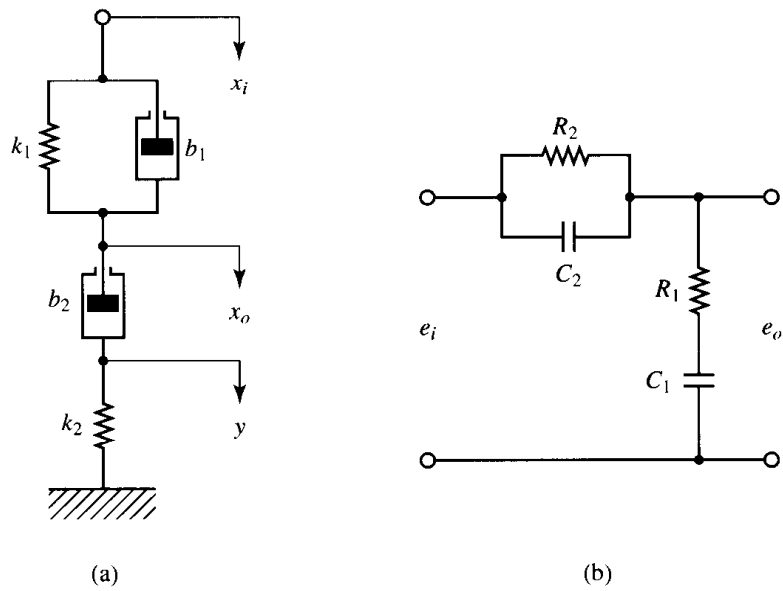 x_i
k_1
b_1
b_2
x_o
k_2
y
(a)
R_2
C_2
R_1
e_i
e_o
C_1
(b)